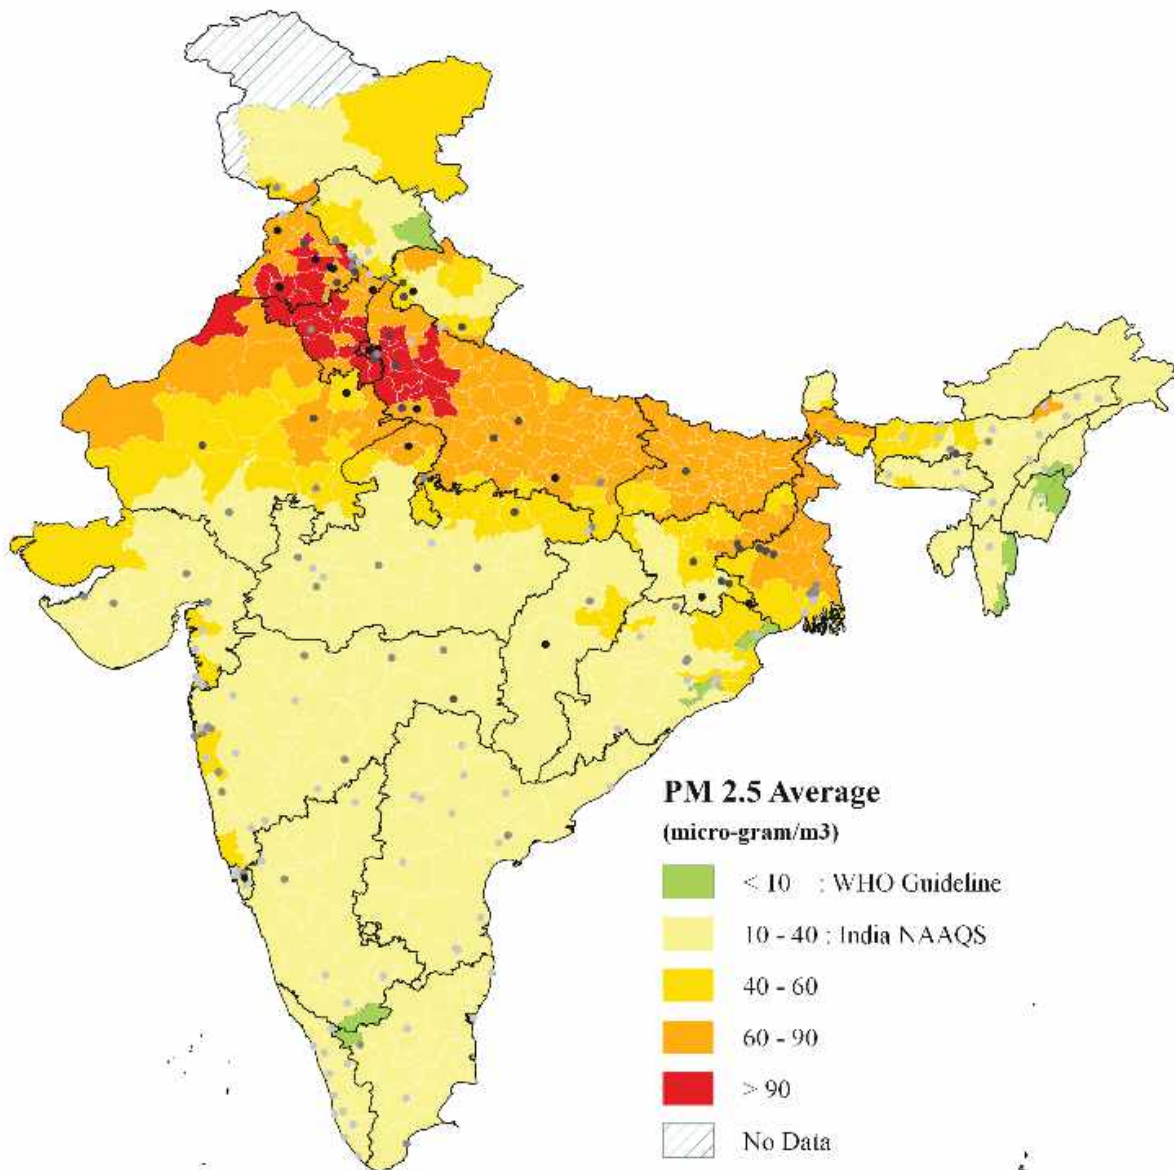 PM 2.5 Average
(micro-gram/m3)
< 10 : WHO Guideline
10 - 40 : India NAAQS
40 - 60
60 - 90
> 90
No Data